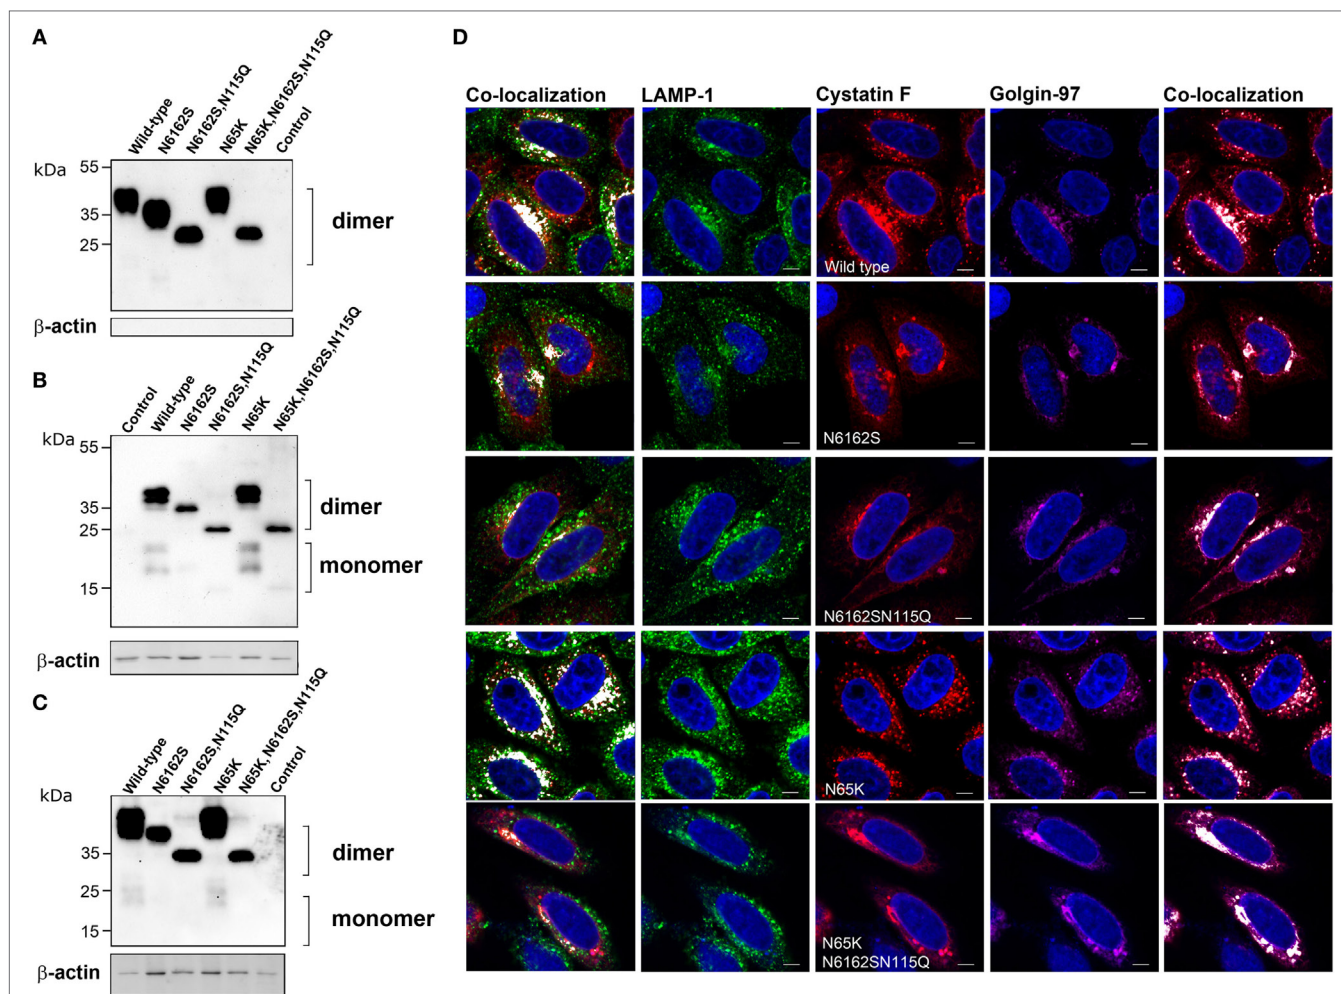 A
Wild-type
N6162S
N6162S,N115Q
N65K
N65K,N6162S,N115Q
Control
kDa
55
35
25
dimer
β-actin
B
Control
Wild-type
N6162S
N6162S,N115Q
N65K
N65K,N6162S,N115Q
kDa
55
35
25
15
dimer
monomer
β-actin
C
Wild-type
N6162S
N6162S,N115Q
N65K
N65K,N6162S,N115Q
Control
kDa
35
25
15
dimer
monomer
β-actin
D
Co-localization LAMP-1 Cystatin F Golgin-97 Co-localization
Wild type
N6162S
N6162SN115Q
N65K
N65K
N6162SN115Q